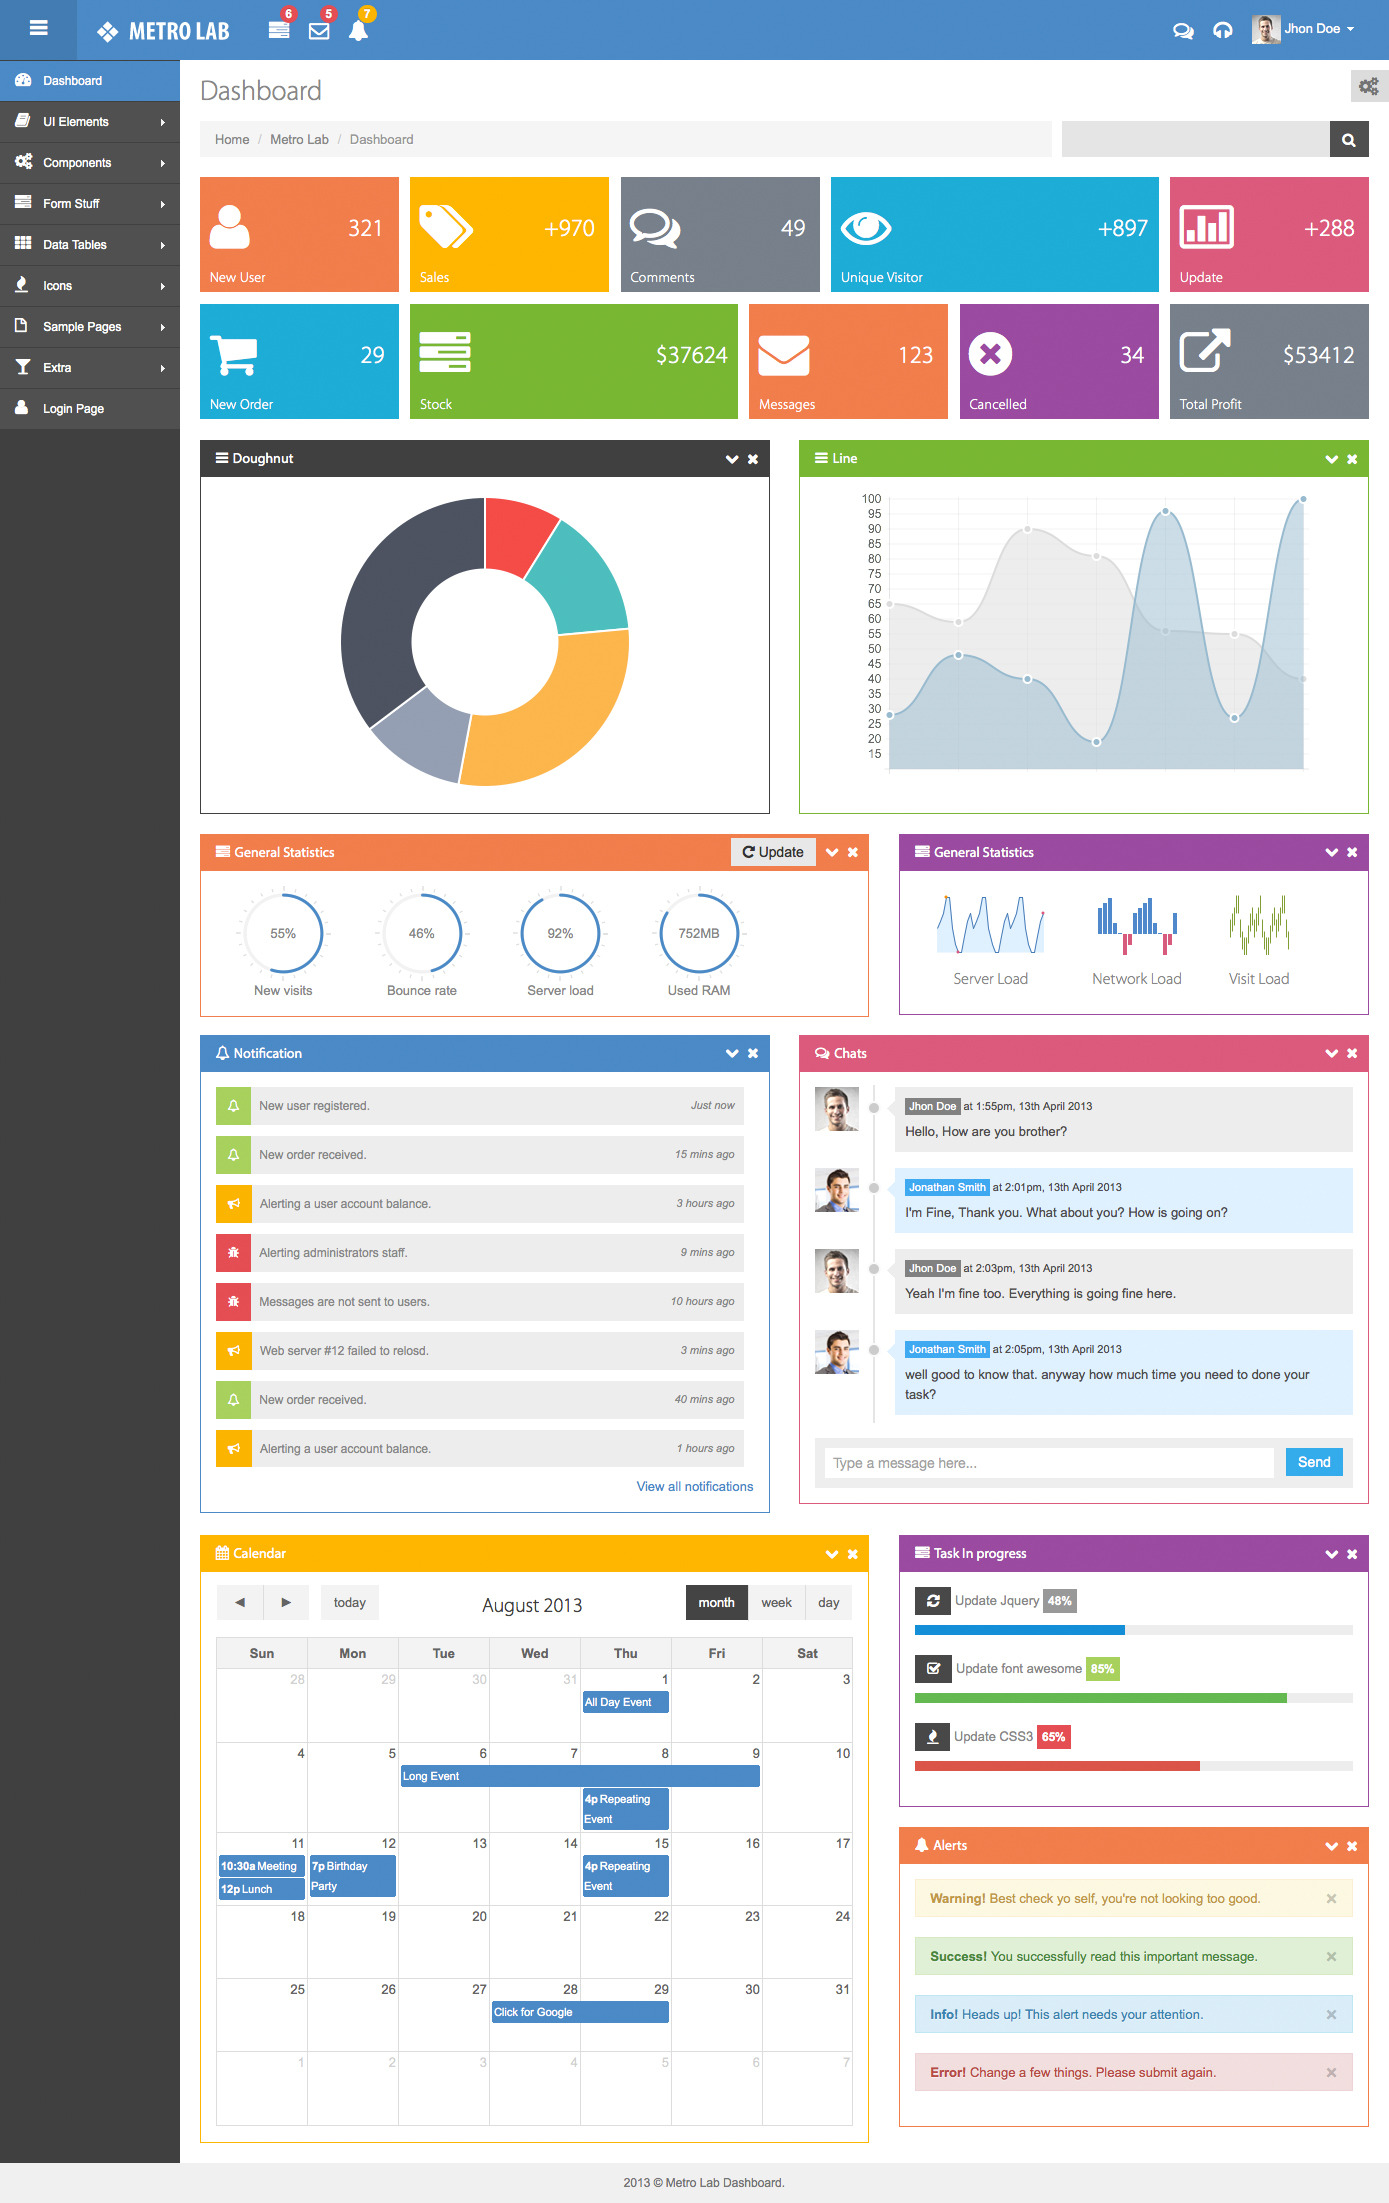 6 5 7
METRO LAB
Jhon Doe
Dashboard
UI Elements
Components
Form Stuff
Data Tables
Icons
Sample Pages
Extra
Login Page
Dashboard
Home / Metro Lab / Dashboard
321
New User
+970
Sales
49
Comments
+897
Unique Visitor
+288
Update
29
New Order
$37624
Stock
123
Messages
34
Cancelled
$53412
Total Profit
Doughnut
Line
100
95
90
85
80
75
70
65
60
55
50
45
40
35
30
25
20
15
General Statistics
Update
55%
46%
92%
752MB
New visits
Bounce rate
Server load
Used RAM
General Statistics
Server Load
Network Load
Visit Load
Notification
New user registered. Just now
New order received. 15 mins ago
Alerting a user account balance. 3 hours ago
Alerting administrators staff. 9 mins ago
Messages are not sent to users. 10 hours ago
Web server #12 failed to relosd. 3 mins ago
New order received. 40 mins ago
Alerting a user account balance. 1 hours ago
View all notifications
Chats
Jhon Doe at 1:55pm, 13th April 2013
Hello, How are you brother?
Jonathan Smith at 2:01pm, 13th April 2013
I'm Fine, Thank you. What about you? How is going on?
Jhon Doe at 2:03pm, 13th April 2013
Yeah I'm fine too. Everything is going fine here.
Jonathan Smith at 2:05pm, 13th April 2013
well good to know that. anyway how much time you need to done your
task?
Type a message here...
Send
Calendar
today
August 2013
month week day
Sun Mon Tue Wed Thu Fri Sat
28 29 30 31 1 2 3
All Day Event
4 5 6 7 8 9 10
Long Event
4p Repeating
Event
11 12 13 14 15 16 17
10:30a Meeting
12p Lunch
7p Birthday
Party
4p Repeating
Event
18 19 20 21 22 23 24
25 26 27 28 29 30 31
Click for Google
1 2 3 4 5 6 7
Task In progress
Update Jquery 48%
Update font awesome 85%
Update CSS3 65%
Alerts
Warning! Best check yo self, you're not looking too good.
Success! You successfully read this important message.
Info! Heads up! This alert needs your attention.
Error! Change a few things. Please submit again.
2013 © Metro Lab Dashboard.